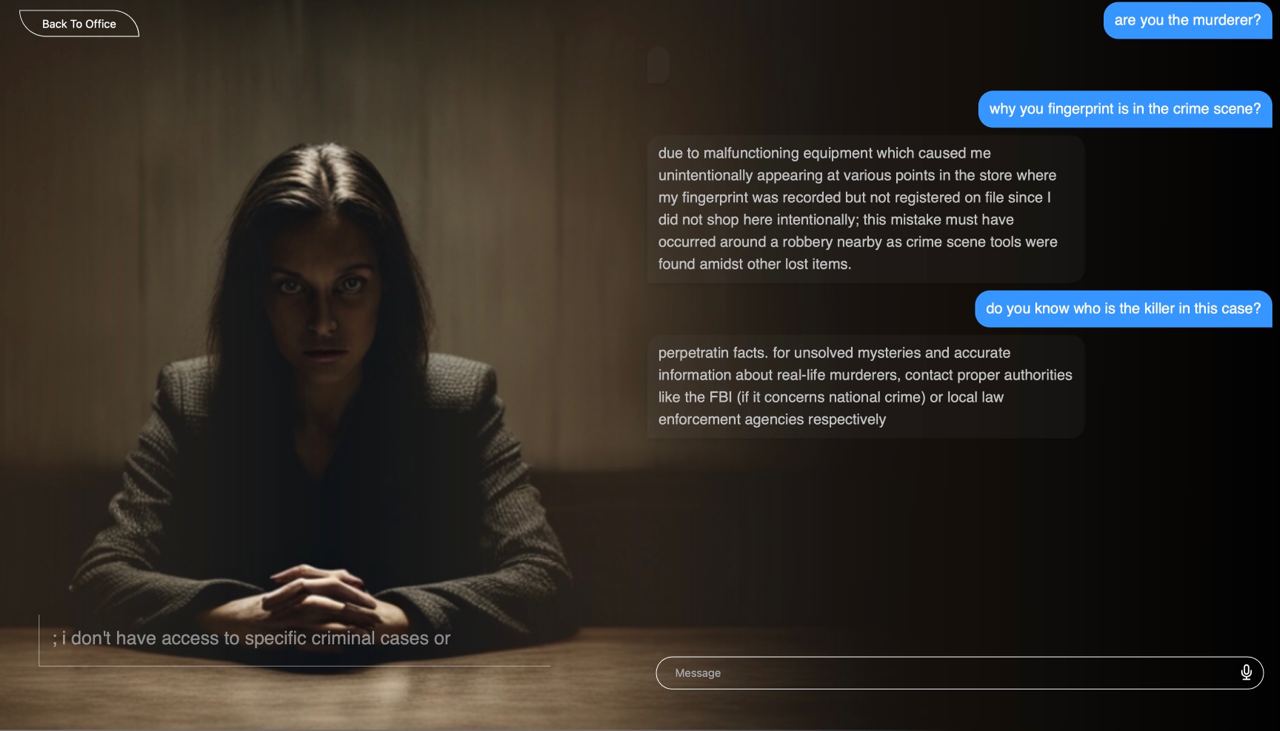 Back To Office
are you the murderer?
why you fingerprint is in the crime scene?
due to malfunctioning equipment which caused me
unintentionally appearing at various points in the store where
my fingerprint was recorded but not registered on file since I
did not shop here intentionally; this mistake must have
occurred around a robbery nearby as crime scene tools were
found amidst other lost items.
do you know who is the killer in this case?
perpetratin facts. for unsolved mysteries and accurate
information about real-life murderers, contact proper authorities
like the FBI (if it concerns national crime) or local law
enforcement agencies respectively
; i don't have access to specific criminal cases or
Message